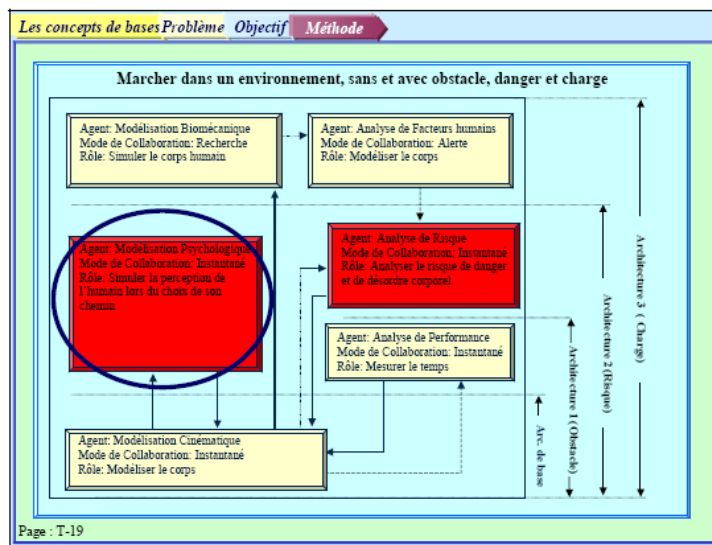 Les concepts de bases Problème Objectif Méthode
Marcher dans un environnement, sans et avec obstacle, danger et charge
Agent: Modélisation Biomécanique
Mode de Collaboration: Recherche
Rôle: Simuler le corps humain
Agent: Analyse de Facteurs humains
Mode de Collaboration: Alerte
Rôle: Modéliser le corps
Agent: Modélisation Psychologique
Mode de Collaboration: Instantané
Rôle: Simuler la perception de
l'humain lors du choix de son
chemin
Agent: Analyse de Risque
Mode de Collaboration: Instantané
Rôle: Analyser le risque de danger
et de désordre corporel
Agent: Analyse de Performance
Mode de Collaboration: Instantané
Rôle: Mesurer le temps
Agent: Modélisation Cinématique
Mode de Collaboration: Instantané
Rôle: Modéliser le corps
Arc. de base
Architecture 1 (Obstacle)
Architecture 2 (Risque)
Architecture 3 ( Charge)
Page : T-19